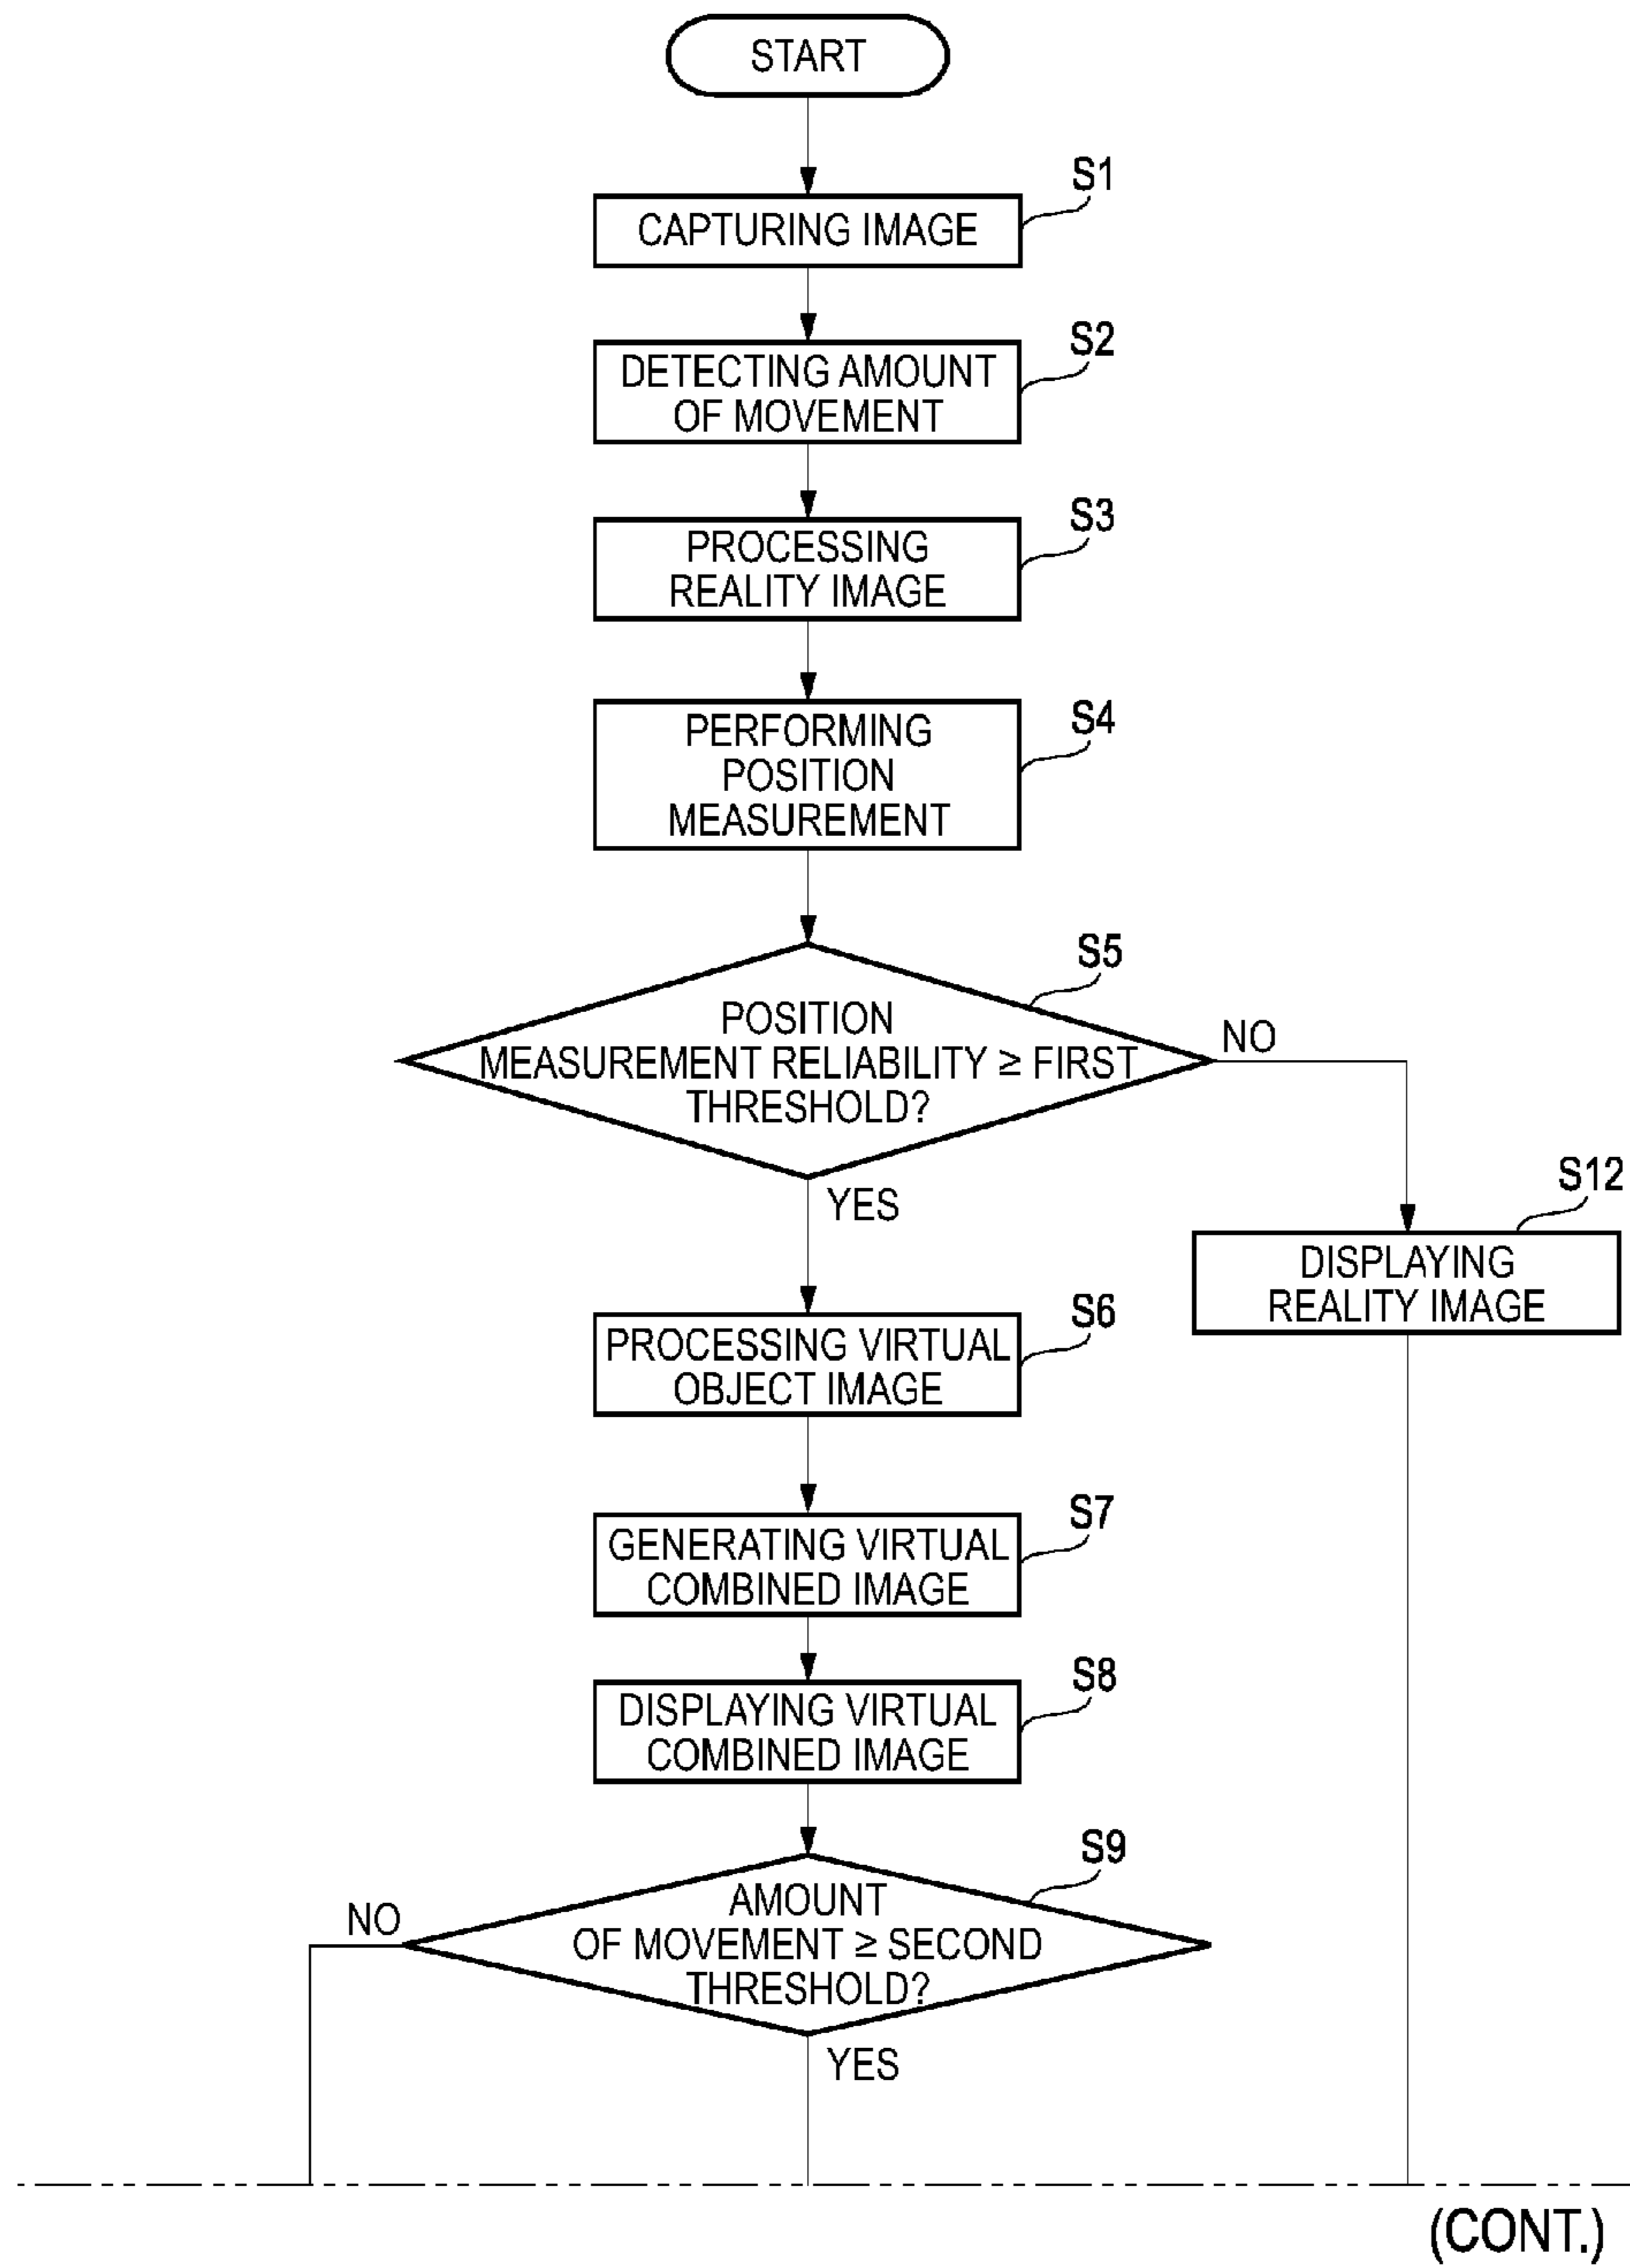 START
S1
CAPTURING IMAGE
S2
DETECTING AMOUNT
OF MOVEMENT
S3
PROCESSING
REALITY IMAGE
S4
PERFORMING
POSITION
MEASUREMENT
S5
POSITION
MEASUREMENT RELIABILITY ≥ FIRST
THRESHOLD?
NO
YES
S12
DISPLAYING
REALITY IMAGE
S6
PROCESSING VIRTUAL
OBJECT IMAGE
S7
GENERATING VIRTUAL
COMBINED IMAGE
S8
DISPLAYING VIRTUAL
COMBINED IMAGE
S9
AMOUNT
OF MOVEMENT ≥ SECOND
THRESHOLD?
NO
YES
(CONT.)